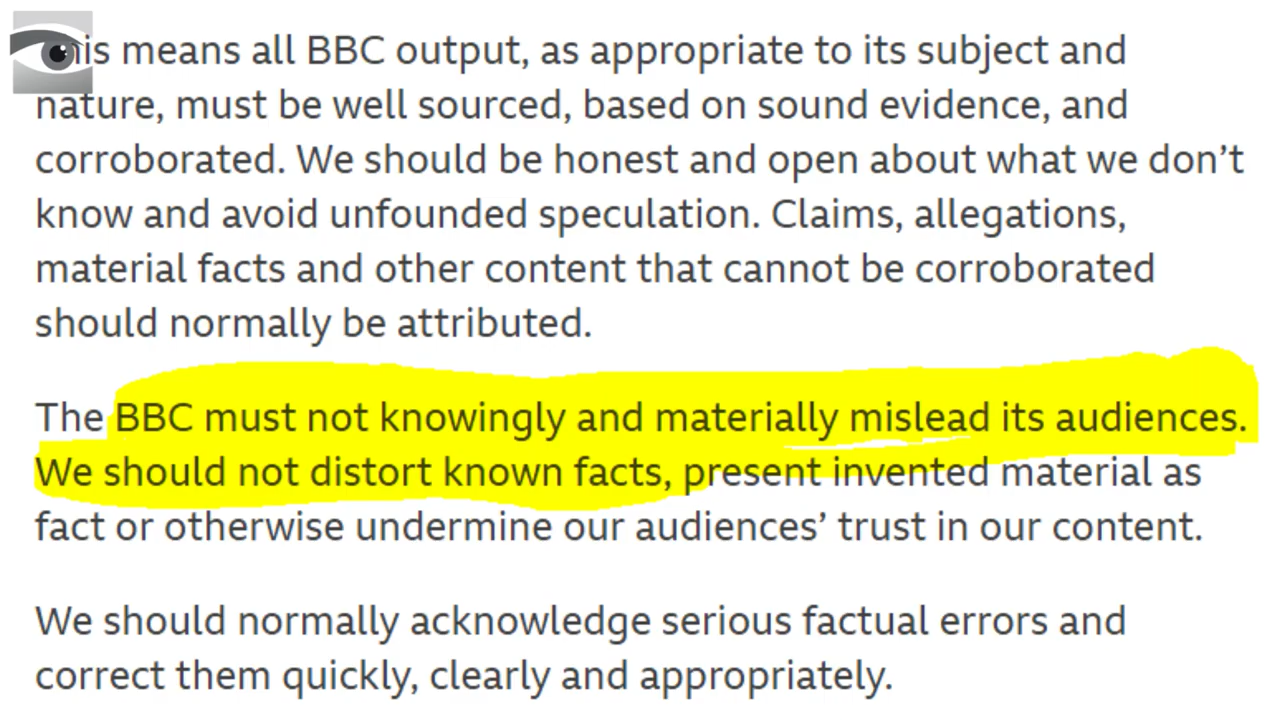 his means all BBC output, as appropriate to its subject and
nature, must be well sourced, based on sound evidence, and
corroborated. We should be honest and open about what we don’t
know and avoid unfounded speculation. Claims, allegations,
material facts and other content that cannot be corroborated
should normally be attributed.
The BBC must not knowingly and materially mislead its audiences.
We should not distort known facts, present invented material as
fact or otherwise undermine our audiences’ trust in our content.
We should normally acknowledge serious factual errors and
correct them quickly, clearly and appropriately.